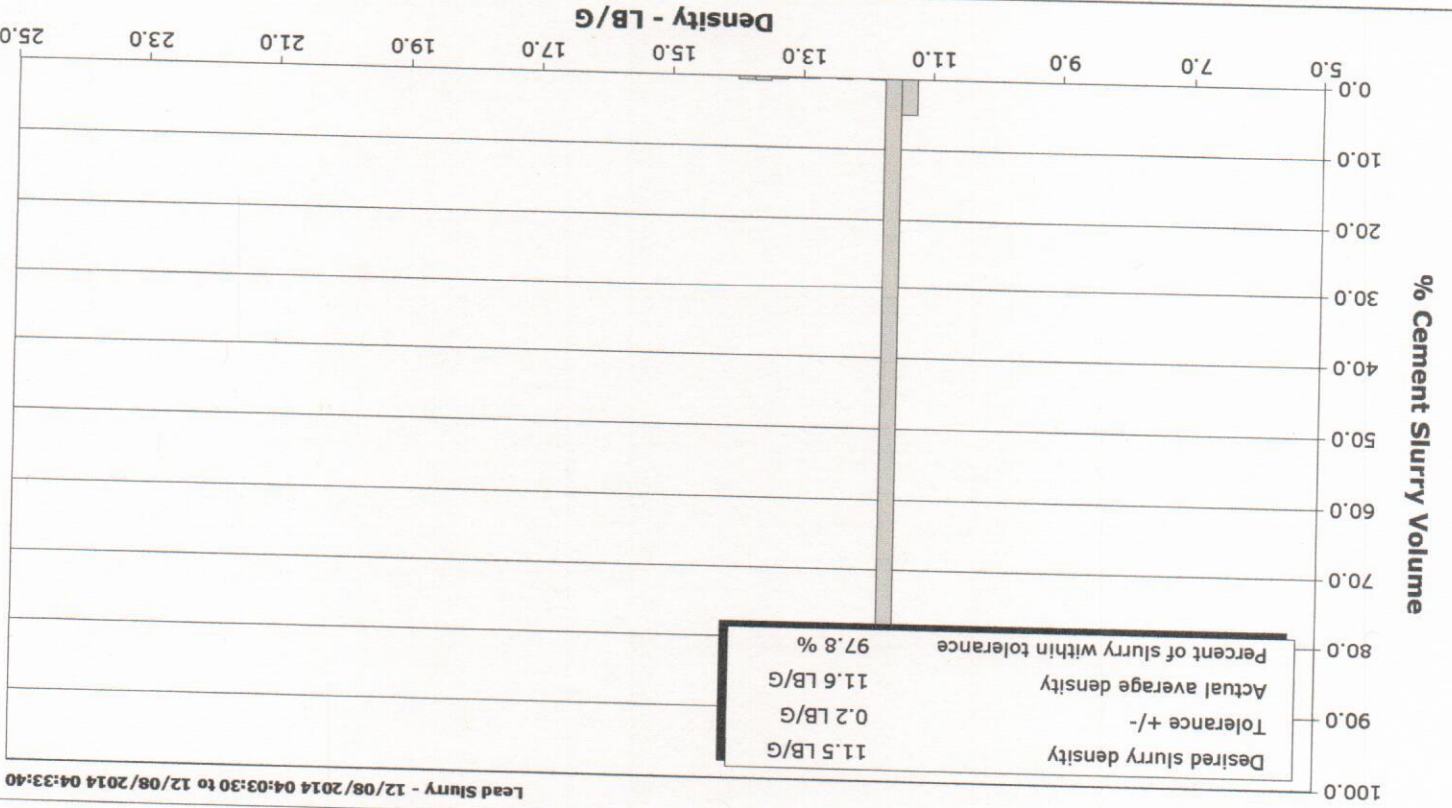 Lead Slurry - 12/08/2014 04:03:30 to 12/08/2014 04:33:40
% Cement Slurry Volume
100.0
90.0
80.0
70.0
60.0
50.0
40.0
30.0
20.0
10.0
0.0
Desired slurry density 11.5 LB/G
Tolerance +/- 0.2 LB/G
Actual average density 11.6 LB/G
Percent of slurry within tolerance 97.8 %
5.0 7.0 9.0 11.0 13.0 15.0 17.0 19.0 21.0 23.0 25.0
Density - LB/G